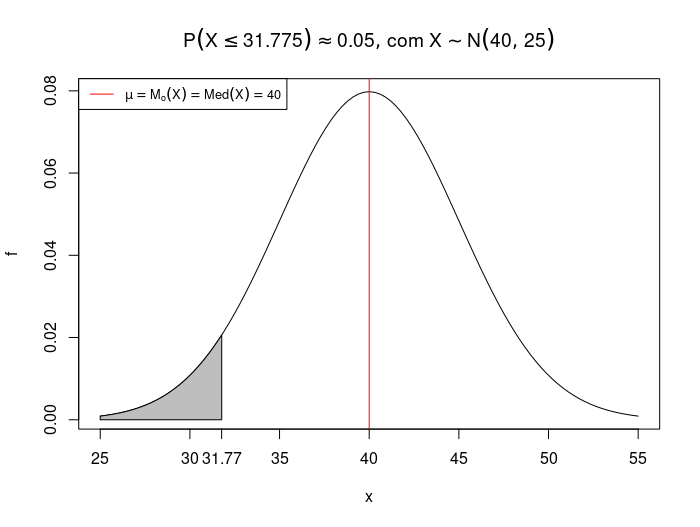 P(X ≤ 31.775) ≈ 0.05, com X ~ N(40, 25)
μ = Mₒ(X) = Med(X) = 40
0.08
0.06
0.04
0.02
0.00
f
25 30 31.77 35 40 45 50 55
x